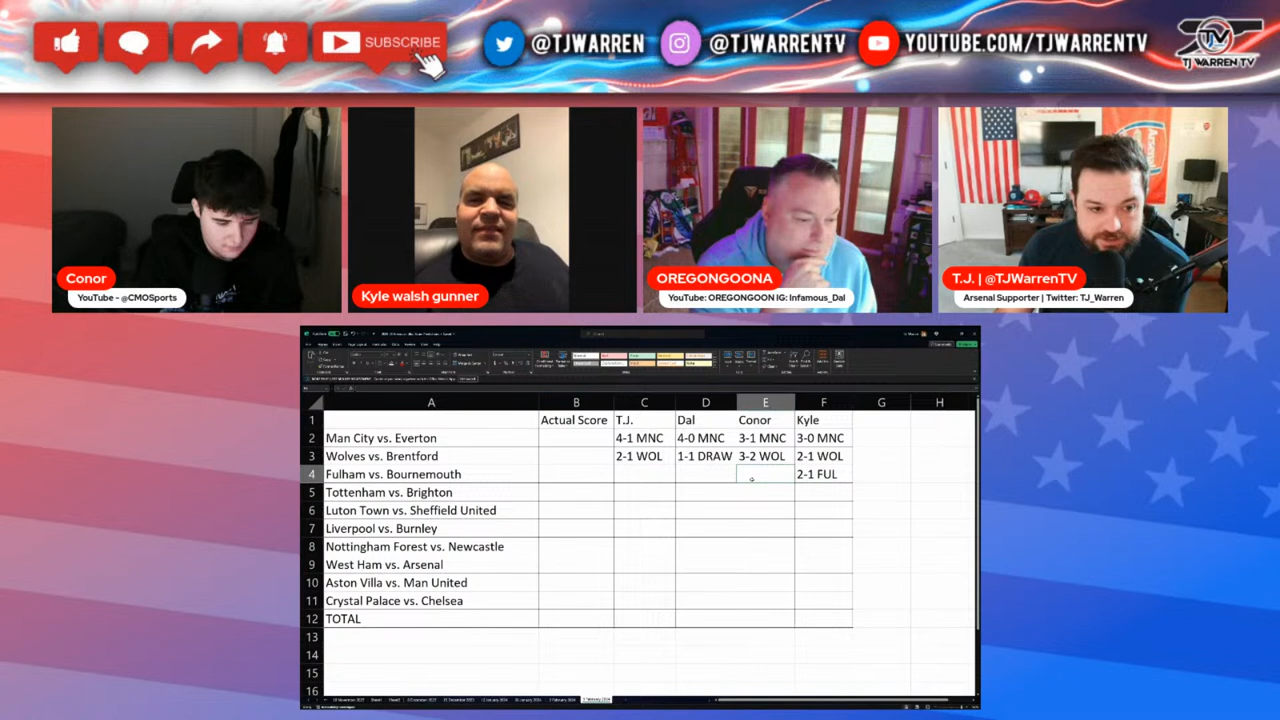 SUBSCRIBE
@TJWARREN
@TJWARRENTV
YOUTUBE.COM/TJWARRENTV
TJ WARREN TV
Conor
YouTube - @CMOSports
Kyle walsh gunner
OREGONGOONA
YouTube: OREGONGOON IG: Infamous_Dal
T.J. | @TJWarrenTV
Arsenal Supporter | Twitter: TJ_Warren
A B C D E F G H
1 Actual Score T.J. Dal Conor Kyle
2 Man City vs. Everton 4-1 MNC 4-0 MNC 3-1 MNC 3-0 MNC
3 Wolves vs. Brentford 2-1 WOL 1-1 DRAW 3-2 WOL 2-1 WOL
4 Fulham vs. Bournemouth 2-1 FUL
5 Tottenham vs. Brighton
6 Luton Town vs. Sheffield United
7 Liverpool vs. Burnley
8 Nottingham Forest vs. Newcastle
9 West Ham vs. Arsenal
10 Aston Villa vs. Man United
11 Crystal Palace vs. Chelsea
12 TOTAL
13
14
15
16